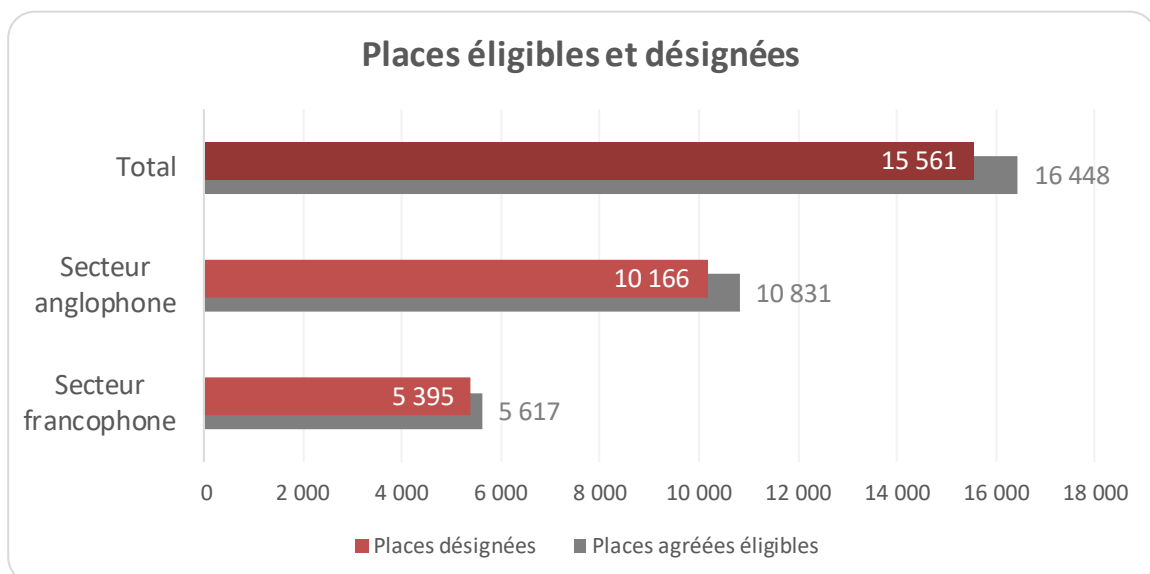 Places éligibles et désignées
Total
15 561
16 448
Secteur
anglophone
10 166
10 831
Secteur
francophone
5 395
5 617
0 2 000 4 000 6 000 8 000 10 000 12 000 14 000 16 000 18 000
Places désignées Places agréées éligibles